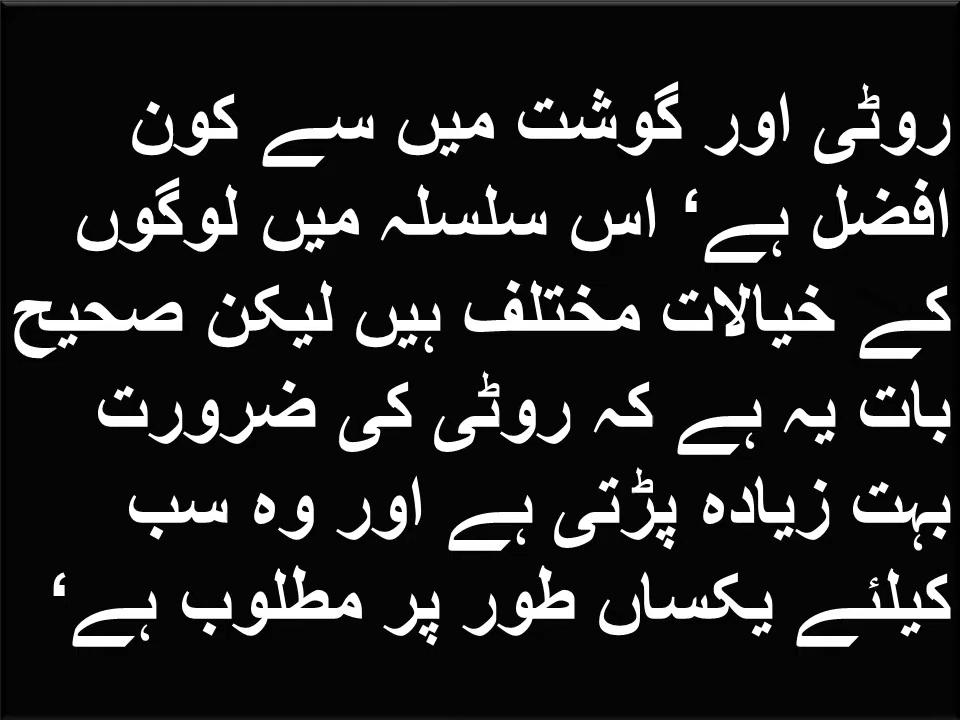 روٹی اور گوشت میں سے کون
افضل ہے‘ اس سلسلہ میں لوگوں
کے خیالات مختلف ہیں لیکن صحیح
بات یہ ہے کہ روٹی کی ضرورت
بہت زیادہ پڑتی ہے اور وہ سب
کیلئے یکساں طور پر مطلوب ہے‘